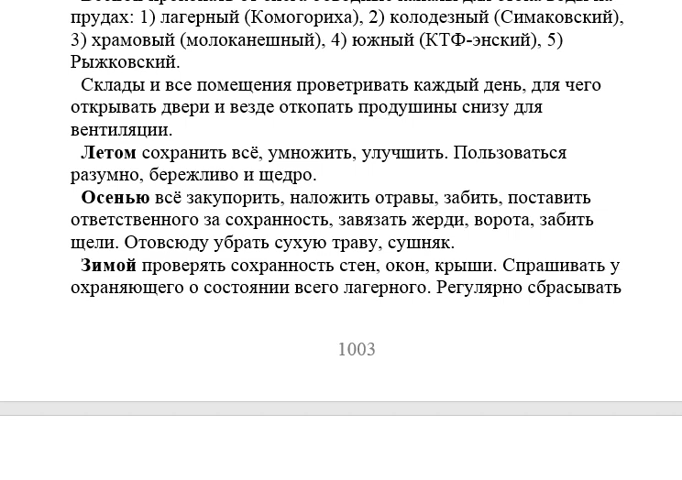 прудах: 1) лагерный (Комогориха), 2) колодезный (Симаковский),
3) храмовый (молоканешный), 4) южный (КТФ-энский), 5)
Рыжковский.
Склады и все помещения проветривать каждый день, для чего
открывать двери и везде откопать продушины снизу для
вентиляции.
Летом сохранить всё, умножить, улучшить. Пользоваться
разумно, бережливо и щедро.
Осенью всё закупорить, наложить отравы, забить, поставить
ответственного за сохранность, завязать жерди, ворота, забить
щели. Отовсюду убрать сухую траву, сушняк.
Зимой проверять сохранность стен, окон, крыши. Спрашивать у
охраняющего о состоянии всего лагерного. Регулярно сбрасывать
1003